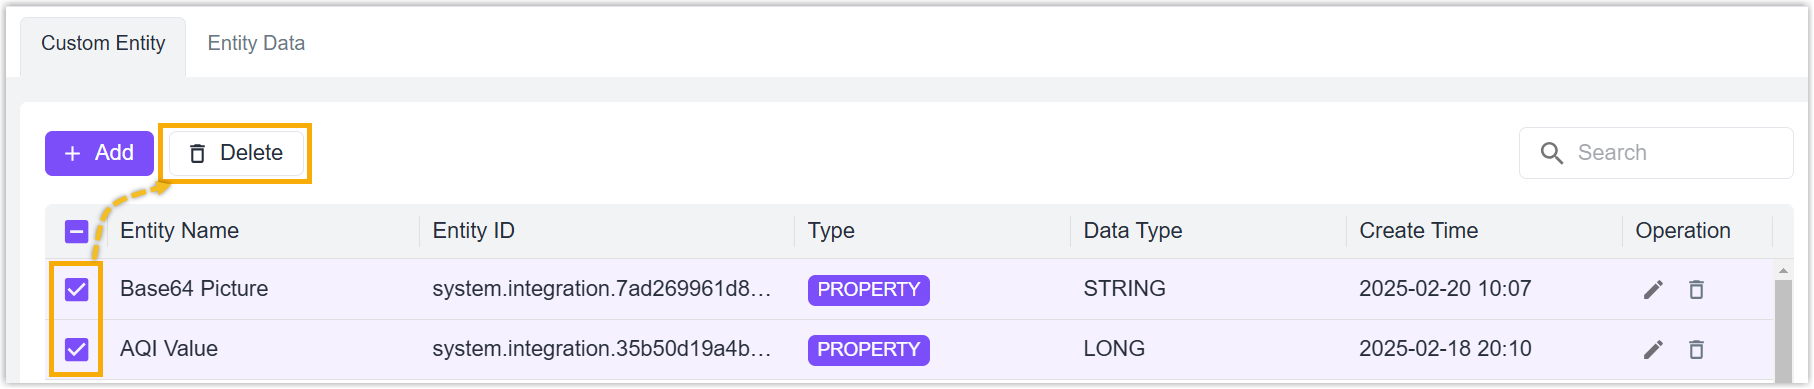 Custom Entity Entity Data
+ Add Delete Search
Entity Name Entity ID Type Data Type Create Time Operation
Base64 Picture system.integration.7ad269961d8... PROPERTY STRING 2025-02-20 10:07
AQI Value system.integration.35b50d19a4b... PROPERTY LONG 2025-02-18 20:10